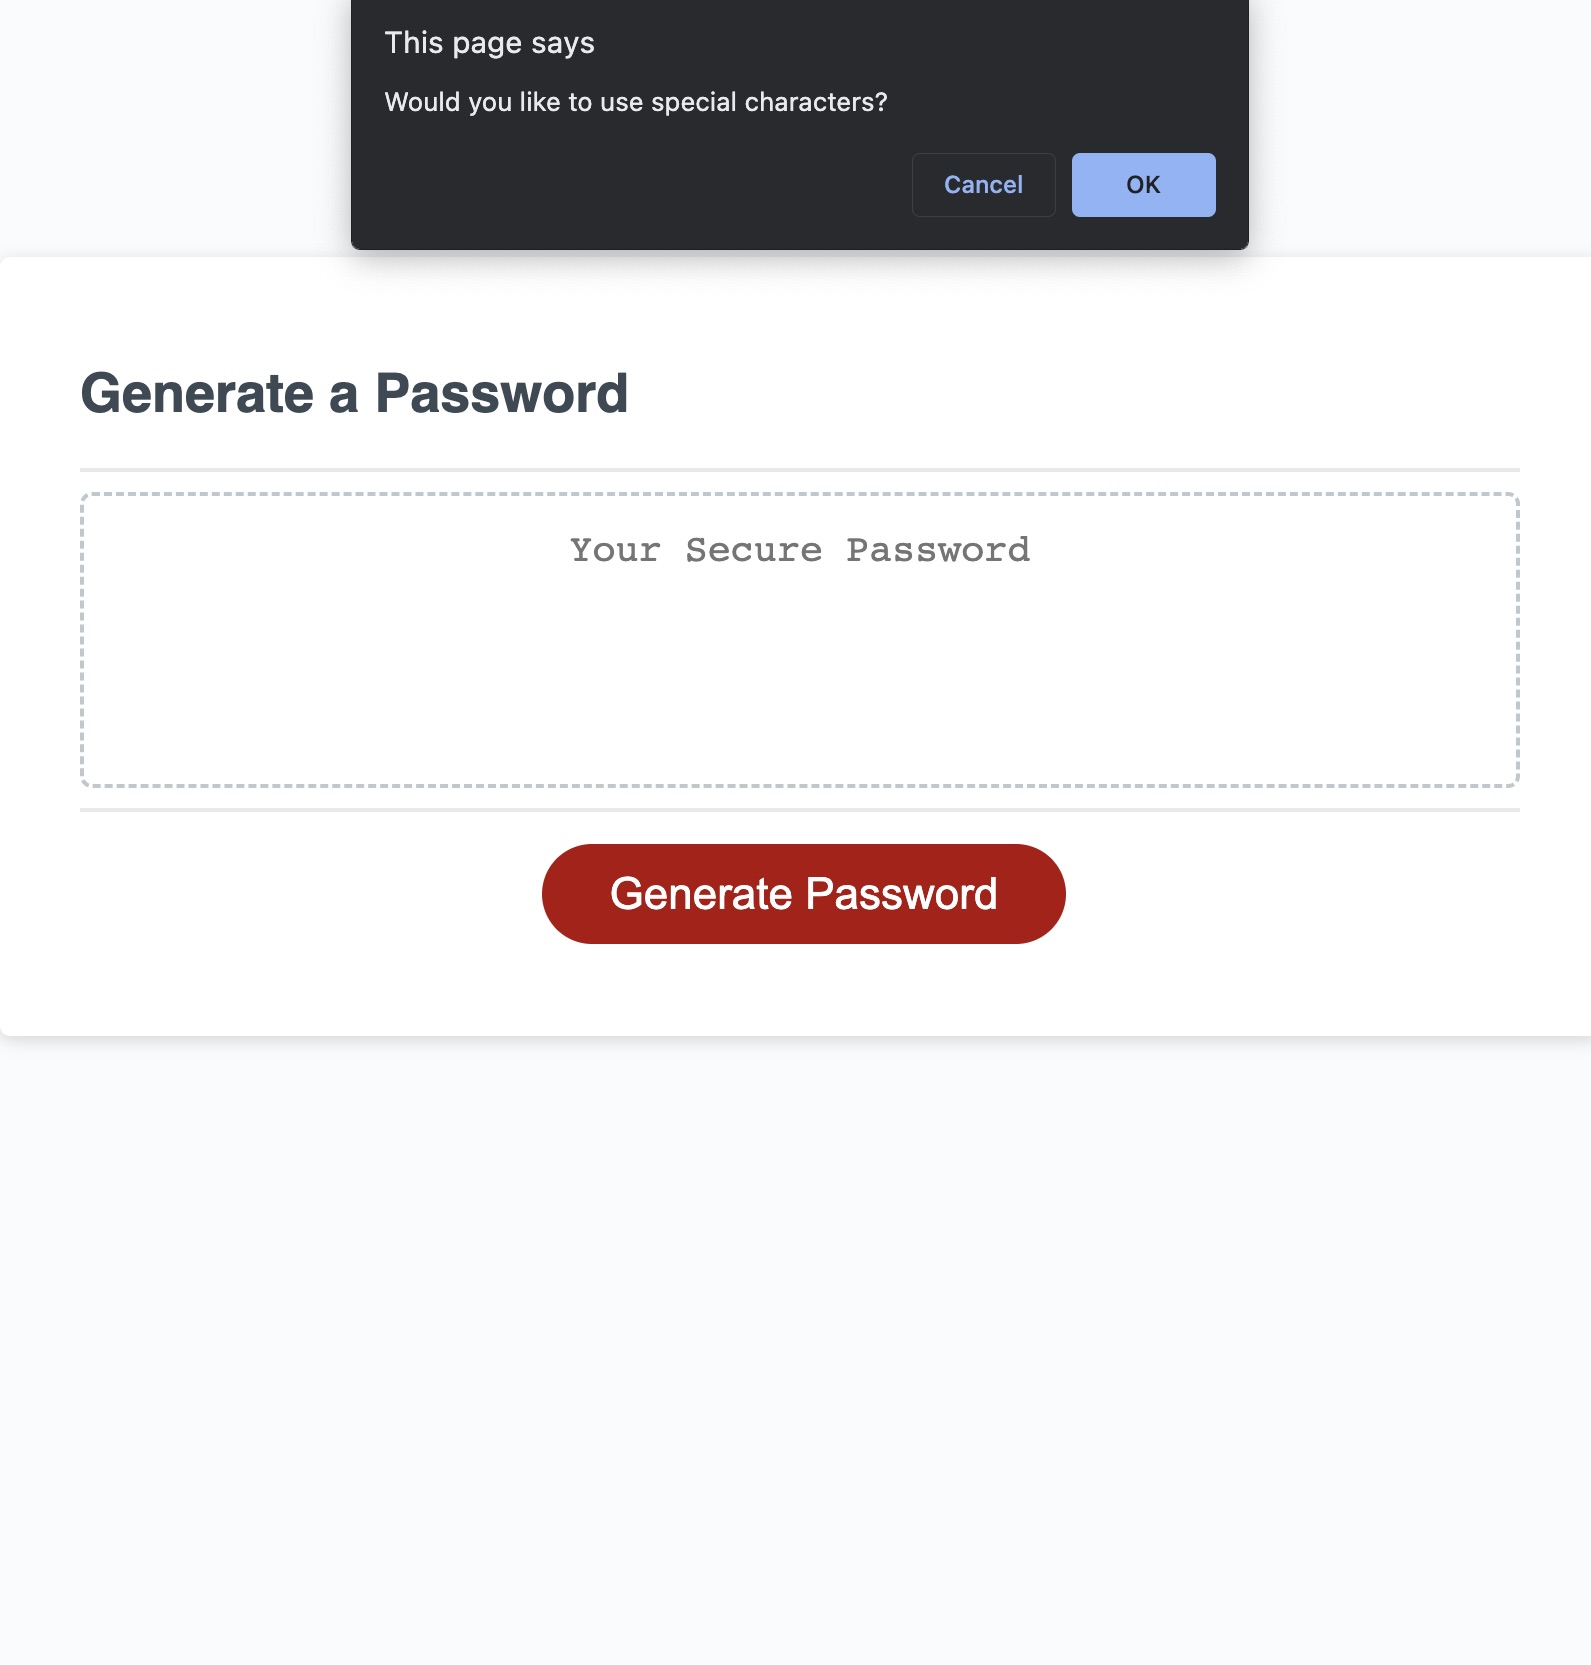 This page says
Would you like to use special characters?
Cancel OK
Generate a Password
Your Secure Password
Generate Password